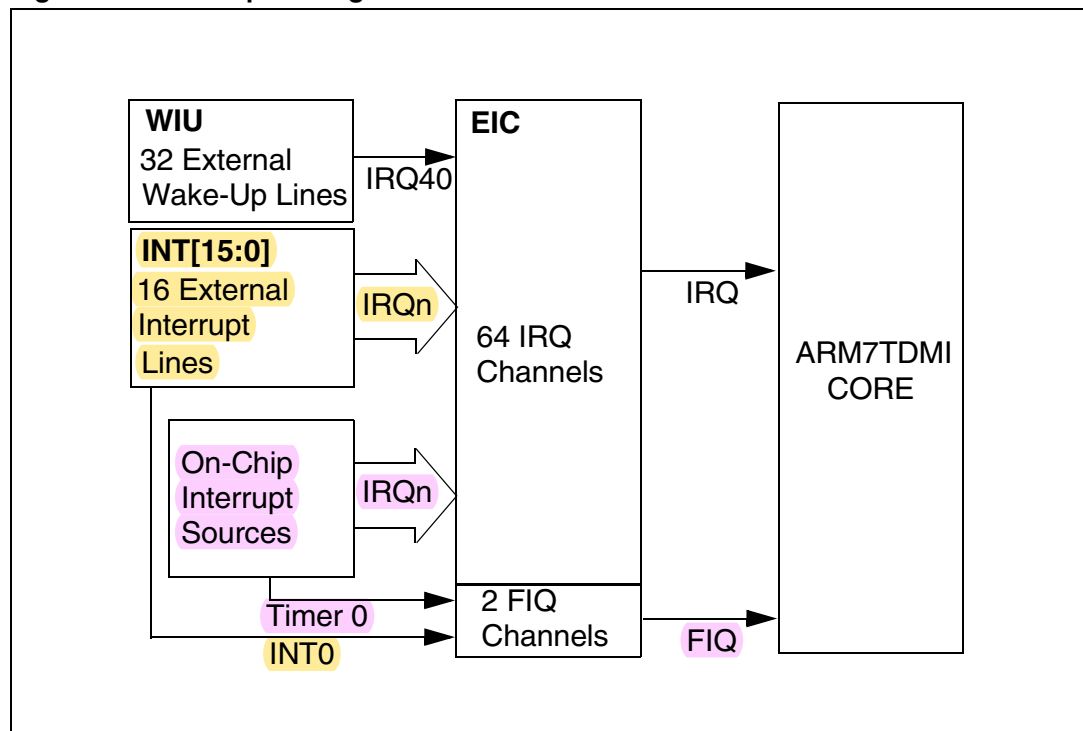 WIU
32 External
Wake-Up Lines
IRQ40
INT[15:0]
16 External
Interrupt
Lines
IRQn
On-Chip
Interrupt
Sources
IRQn
Timer 0
INT0
EIC
64 IRQ
Channels
2 FIQ
Channels
IRQ
FIQ
ARM7TDMI
CORE